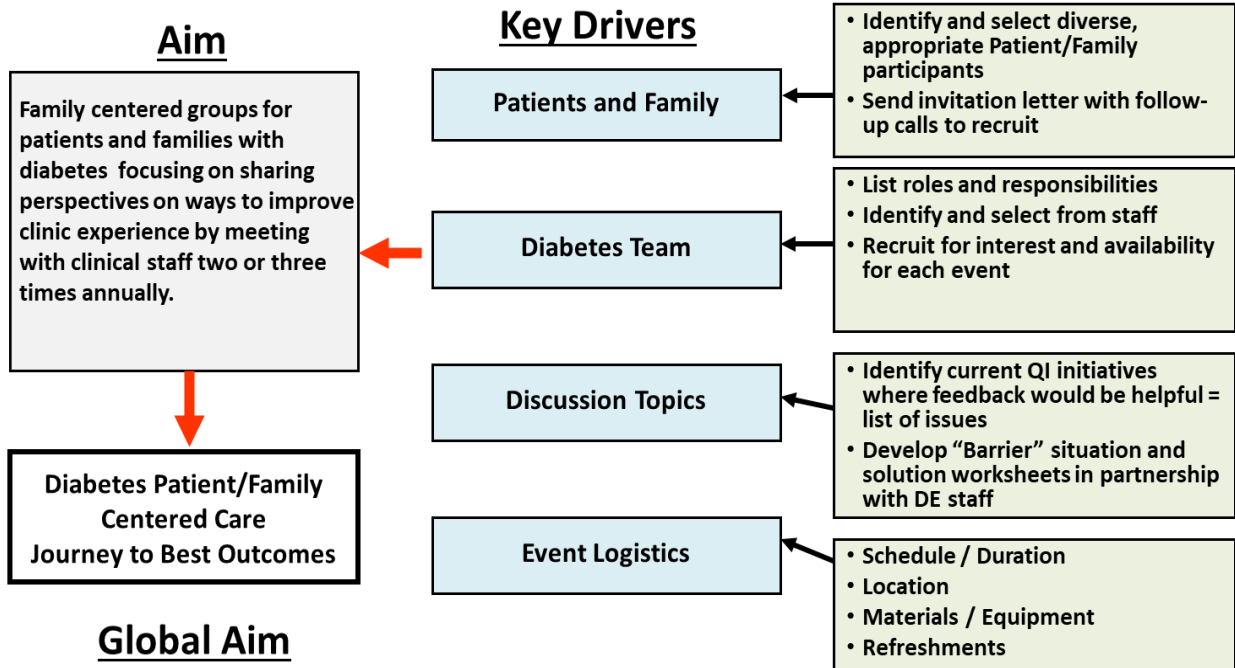 Aim
Family centered groups for
patients and families with
diabetes focusing on sharing
perspectives on ways to improve
clinic experience by meeting
with clinical staff two or three
times annually.
Diabetes Patient/Family
Centered Care
Journey to Best Outcomes
Global Aim
Key Drivers
Patients and Family
Diabetes Team
Discussion Topics
Event Logistics
• Identify and select diverse,
appropriate Patient/Family
participants
• Send invitation letter with follow-
up calls to recruit
• List roles and responsibilities
• Identify and select from staff
• Recruit for interest and availability
for each event
• Identify current QI initiatives
where feedback would be helpful =
list of issues
• Develop “Barrier” situation and
solution worksheets in partnership
with DE staff
• Schedule / Duration
• Location
• Materials / Equipment
• Refreshments